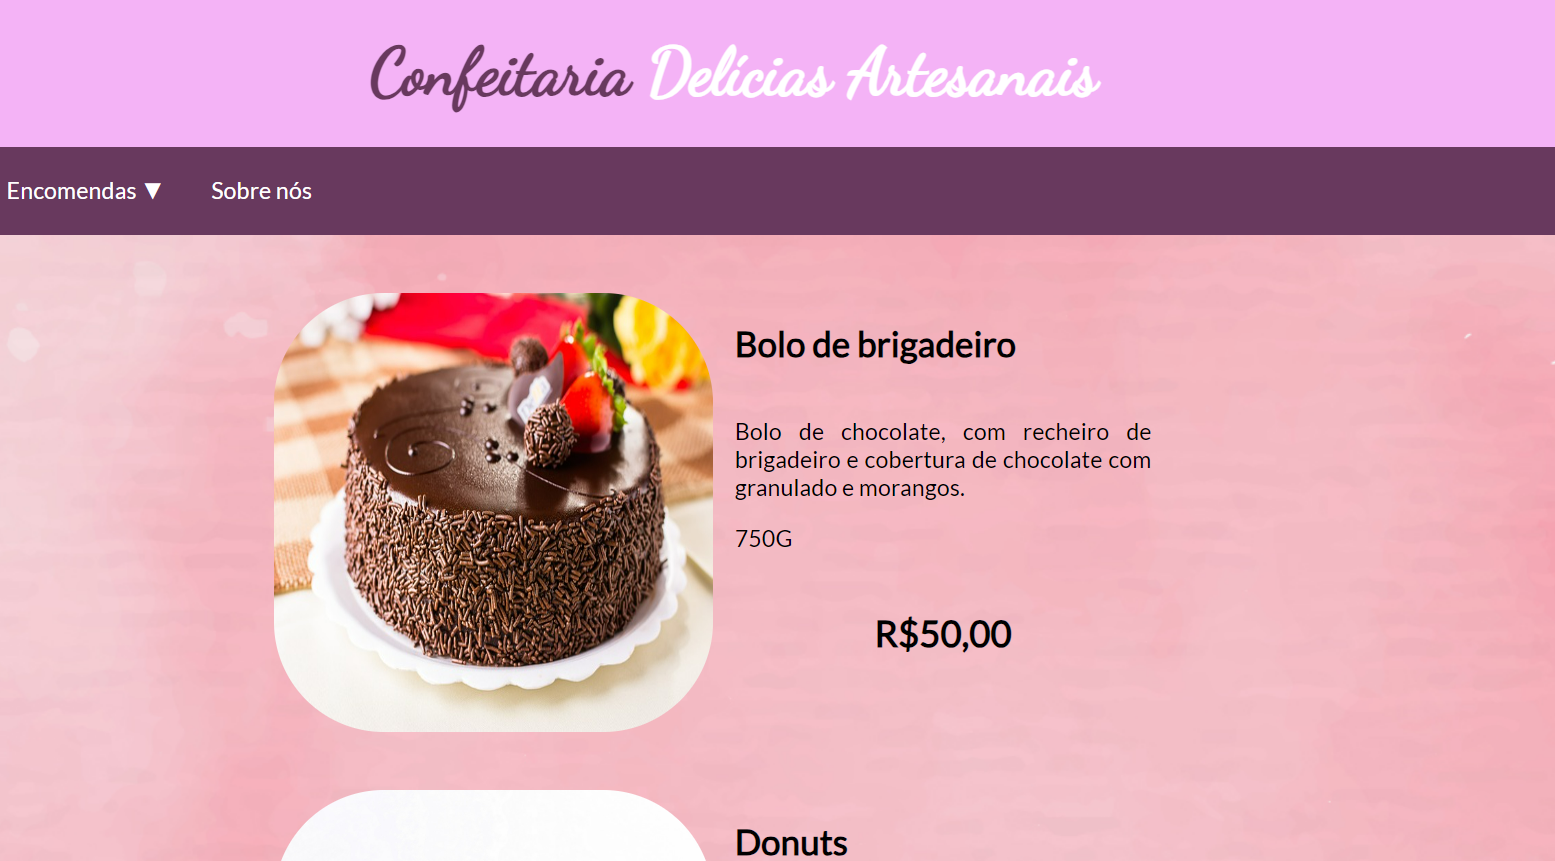 Confeitaria Delícias Artesanais
Encomendas ▼ Sobre nós
Bolo de brigadeiro
Bolo de chocolate, com recheiro de
brigadeiro e cobertura de chocolate com
granulado e morangos.
750G
R$50,00
Donuts